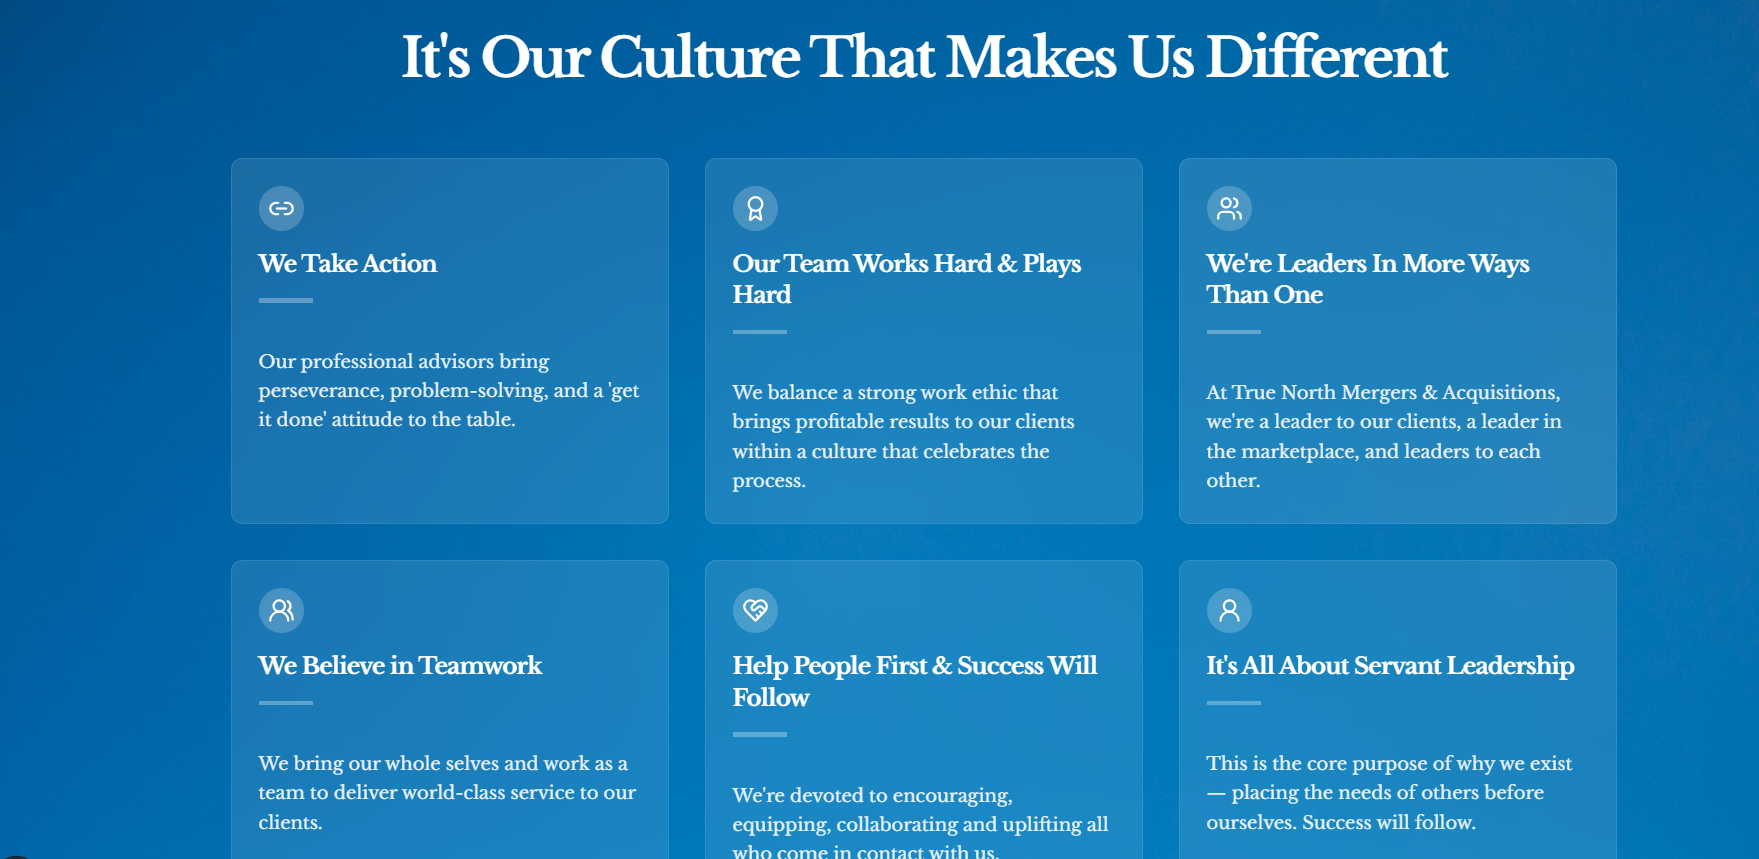 It's Our Culture That Makes Us Different
We Take Action
Our professional advisors bring
perseverance, problem-solving, and a 'get
it done' attitude to the table.
Our Team Works Hard & Plays
Hard
We balance a strong work ethic that
brings profitable results to our clients
within a culture that celebrates the
process.
We're Leaders In More Ways
Than One
At True North Mergers & Acquisitions,
we're a leader to our clients, a leader in
the marketplace, and leaders to each
other.
We Believe in Teamwork
We bring our whole selves and work as a
team to deliver world-class service to our
clients.
Help People First & Success Will
Follow
We're devoted to encouraging,
equipping, collaborating and uplifting all
who come in contact with us.
It's All About Servant Leadership
This is the core purpose of why we exist
— placing the needs of others before
ourselves. Success will follow.